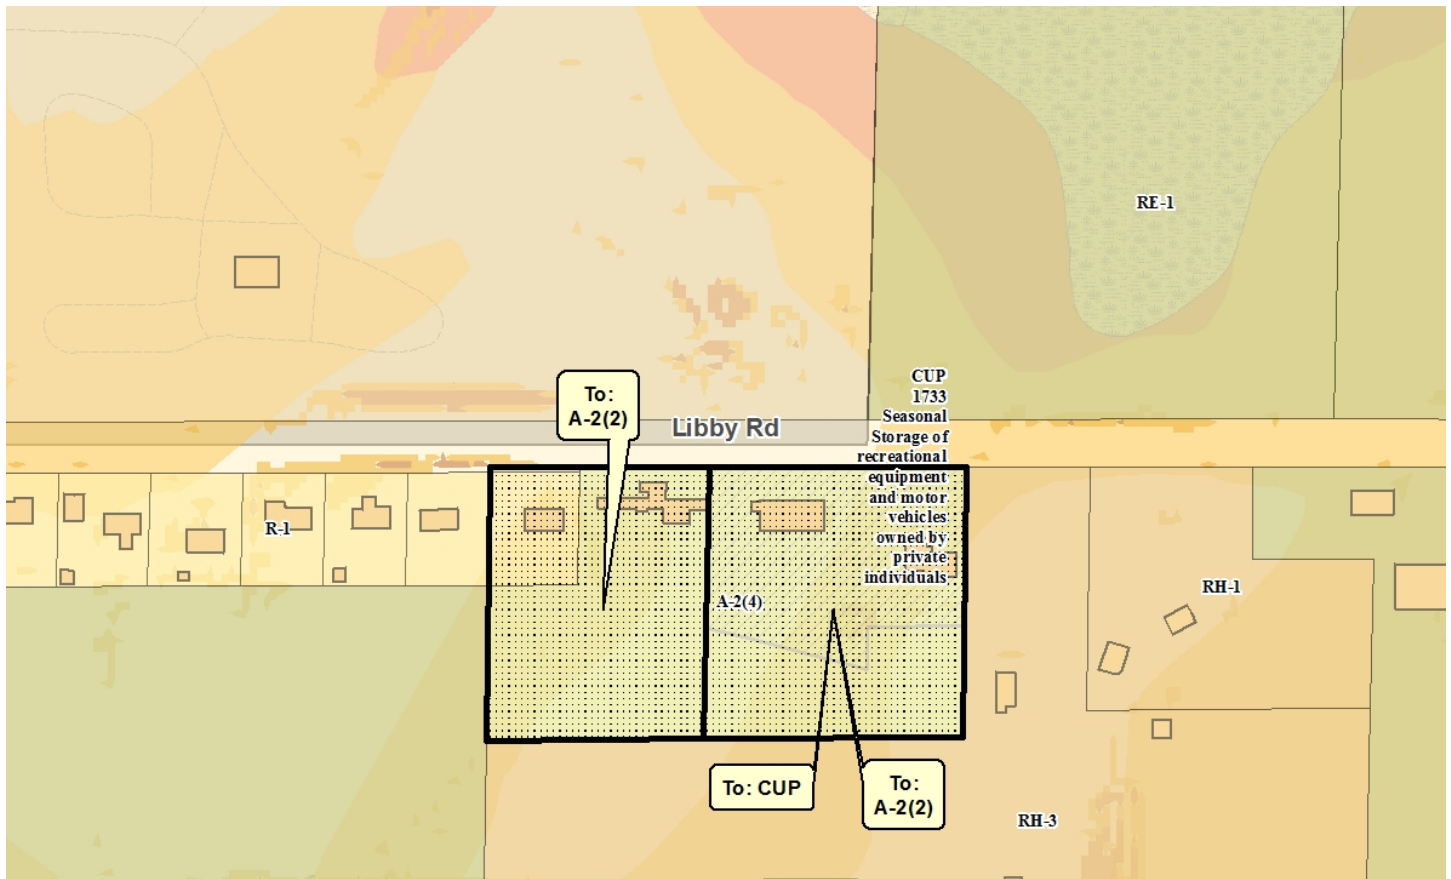 RE-1
To:
A-2(2)
Libby Rd
CUP
1733
Seasonal
Storage of
recreational
equipment
and motor
vehicles
owned by
private
individuals
R-1
A-2(4)
RH-1
To: CUP
To:
A-2(2)
RH-3